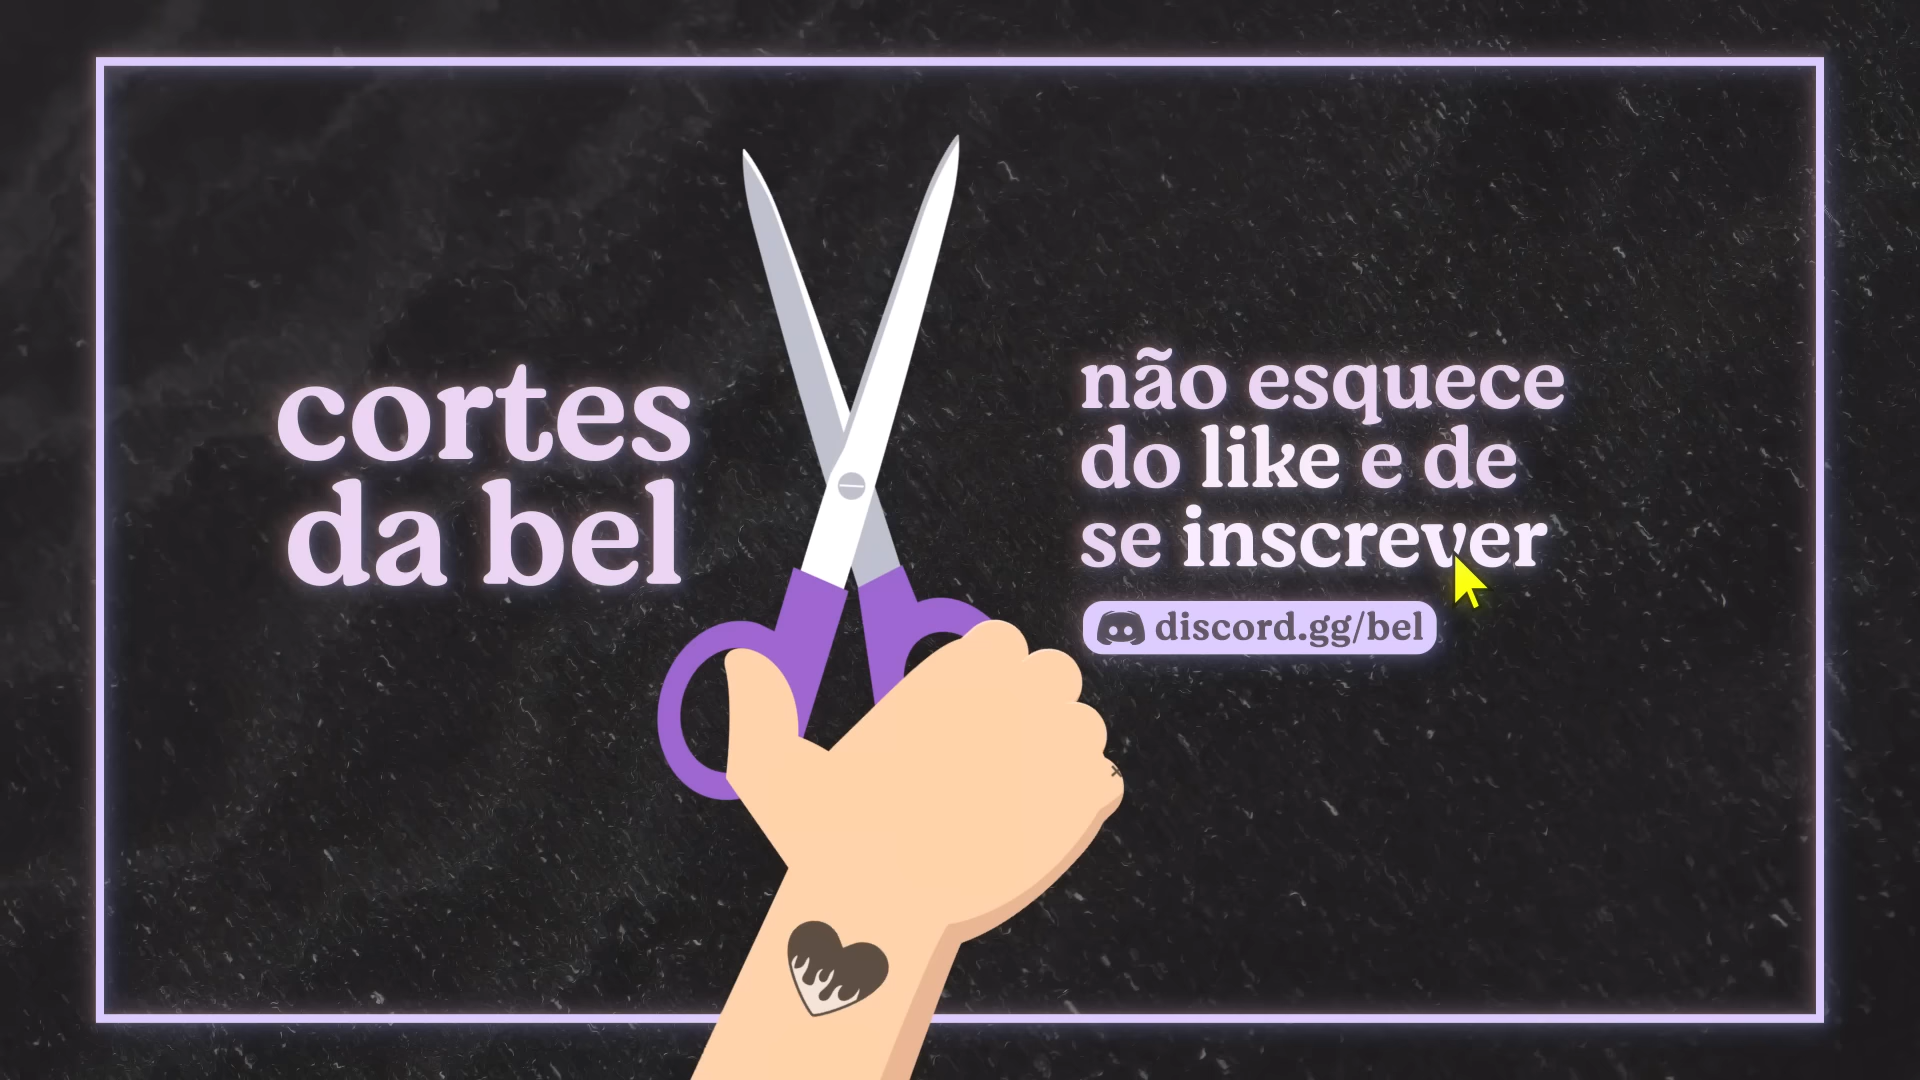 cortes
da bel
não esquece
do like e de
se inscrever
discord.gg/bel